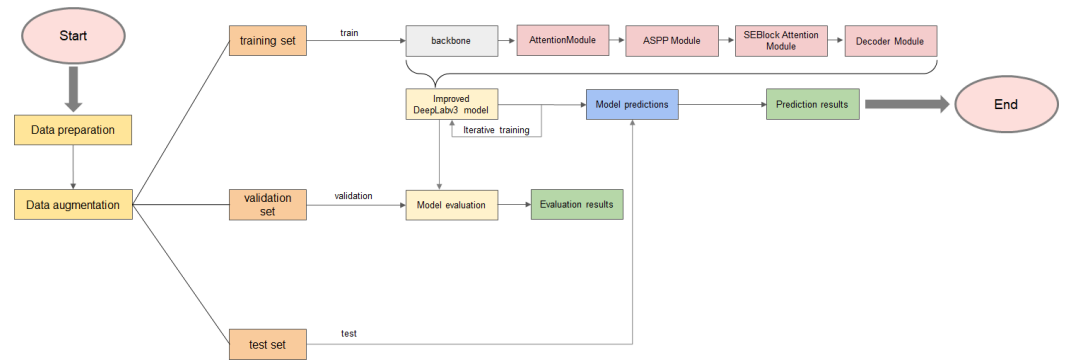 Start
training set
train
backbone
AttentionModule
ASPP Module
SEBlock Attention
Module
Decoder Module
Improved
DeepLabv3 model
Model predictions
Prediction results
End
Data preparation
Iterative training
Data augmentation
validation
set
validation
Model evaluation
Evaluation results
test set
test